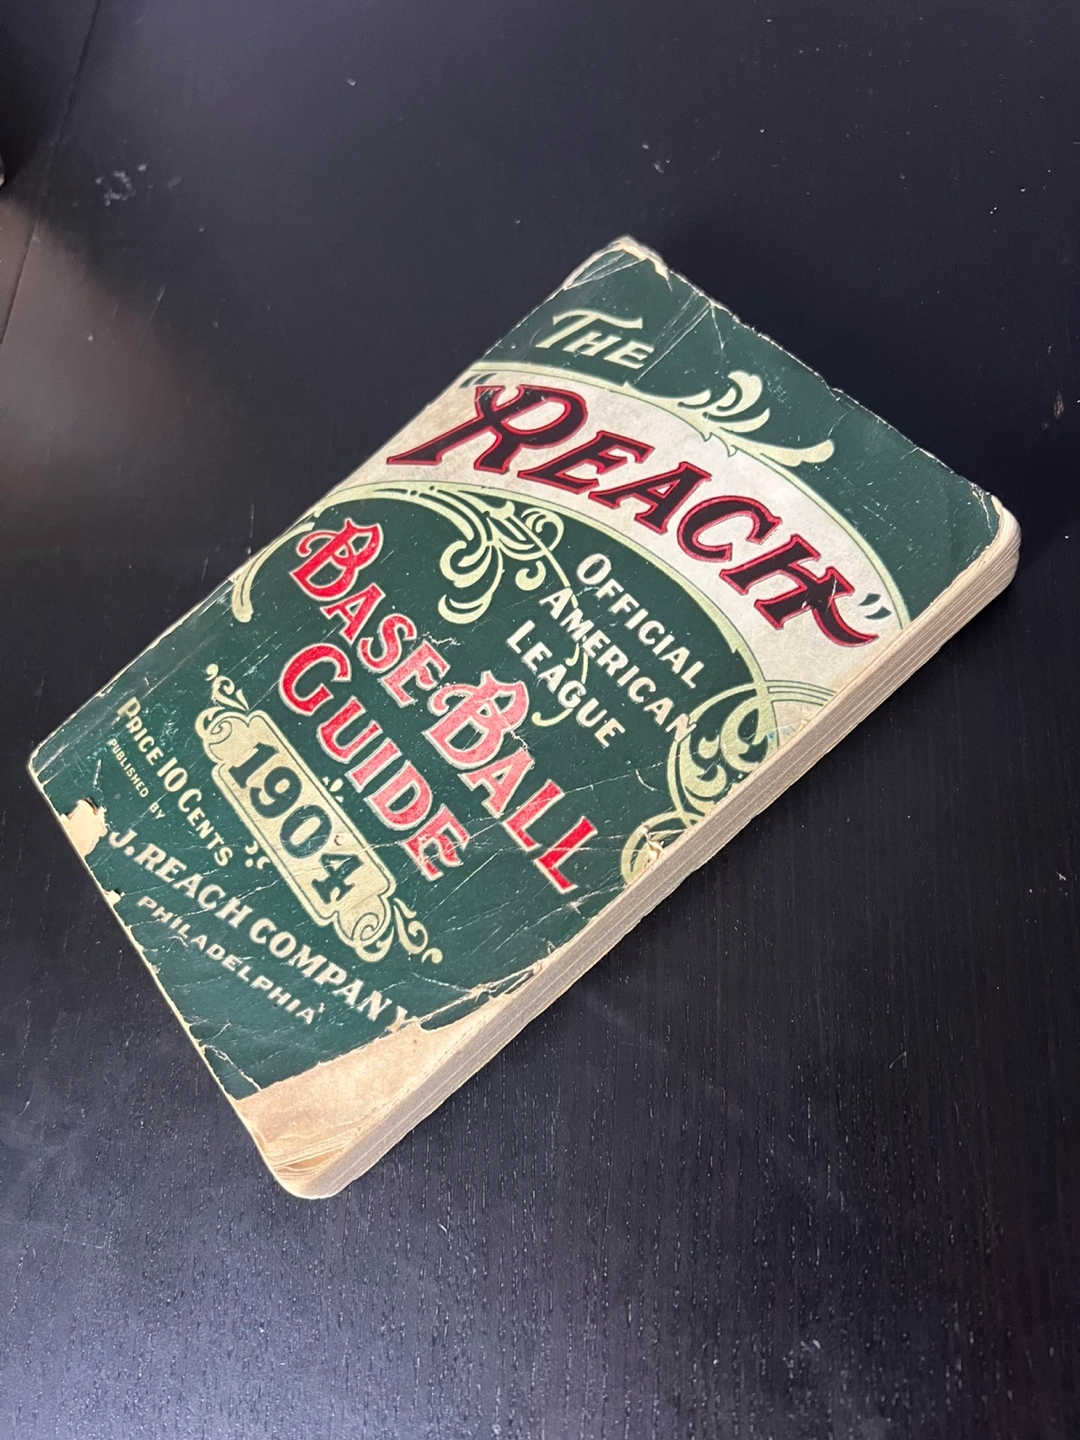 THE
"REACH"
OFFICIAL
AMERICAN
LEAGUE
BASE BALL
GUIDE
1904
PRICE 10 CENTS
PUBLISHED BY
J. REACH COMPANY
PHILADELPHIA